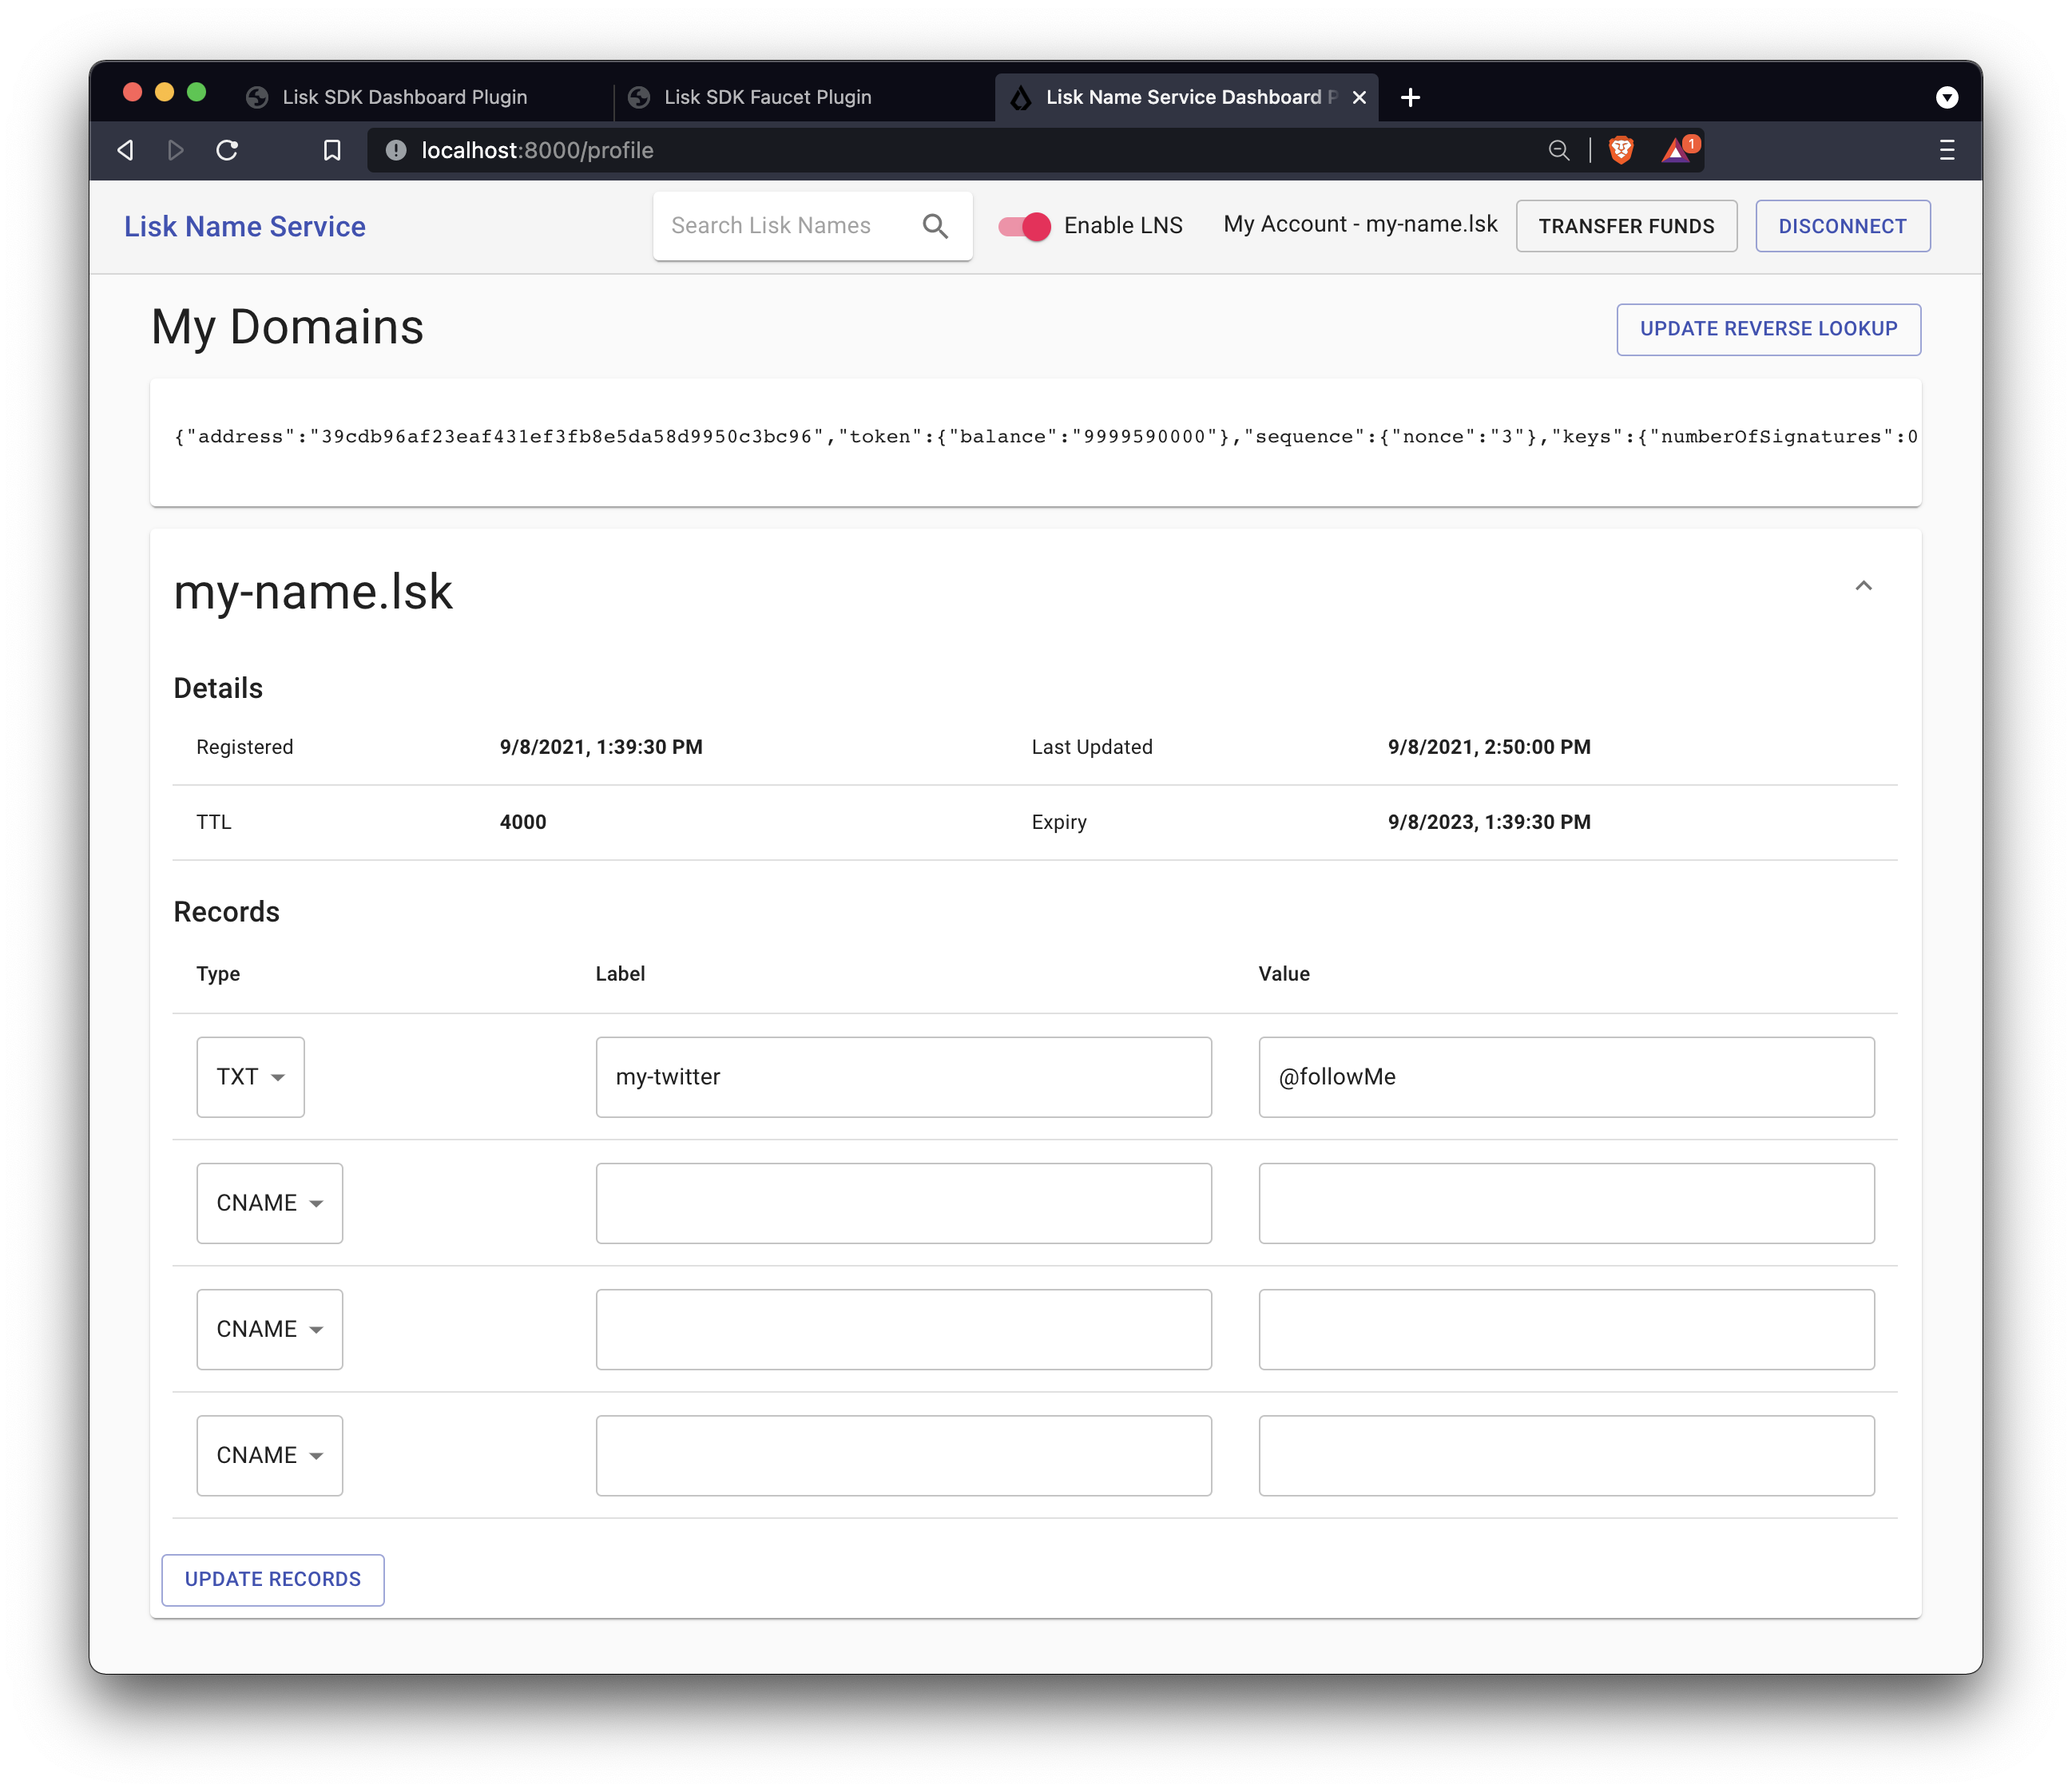 Lisk SDK Dashboard Plugin
Lisk SDK Faucet Plugin
Lisk Name Service Dashboard P
localhost:8000/profile
1
Lisk Name Service
Search Lisk Names
Enable LNS
My Account - my-name.lsk
TRANSFER FUNDS
DISCONNECT
My Domains
UPDATE REVERSE LOOKUP
{"address":"39cdb96af23eaf431ef3fb8e5da58d9950c3bc96","token":{"balance":"9999590000"},"sequence":{"nonce":"3"},"keys":{"numberOfSignatures":0
my-name.lsk
Details
Registered 9/8/2021, 1:39:30 PM Last Updated 9/8/2021, 2:50:00 PM
TTL 4000 Expiry 9/8/2023, 1:39:30 PM
Records
Type Label Value
TXT my-twitter @followMe
CNAME
CNAME
CNAME
UPDATE RECORDS